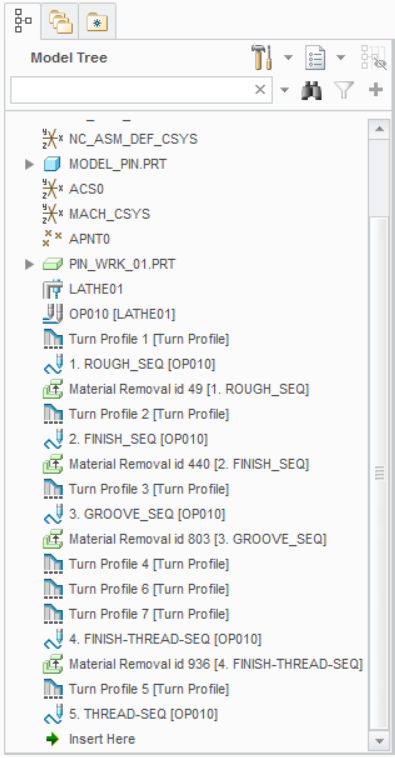 Model Tree
NC_ASM_DEF_CSYS
MODEL_PIN.PRT
ACS0
MACH_CSYS
APNT0
PIN_WRK_01.PRT
LATHE01
OP010 [LATHE01]
Turn Profile 1 [Turn Profile]
1. ROUGH_SEQ [OP010]
Material Removal id 49 [1. ROUGH_SEQ]
Turn Profile 2 [Turn Profile]
2. FINISH_SEQ [OP010]
Material Removal id 440 [2. FINISH_SEQ]
Turn Profile 3 [Turn Profile]
3. GROOVE_SEQ [OP010]
Material Removal id 803 [3. GROOVE_SEQ]
Turn Profile 4 [Turn Profile]
Turn Profile 6 [Turn Profile]
Turn Profile 7 [Turn Profile]
4. FINISH-THREAD-SEQ [OP010]
Material Removal id 936 [4. FINISH-THREAD-SEQ]
Turn Profile 5 [Turn Profile]
5. THREAD-SEQ [OP010]
Insert Here